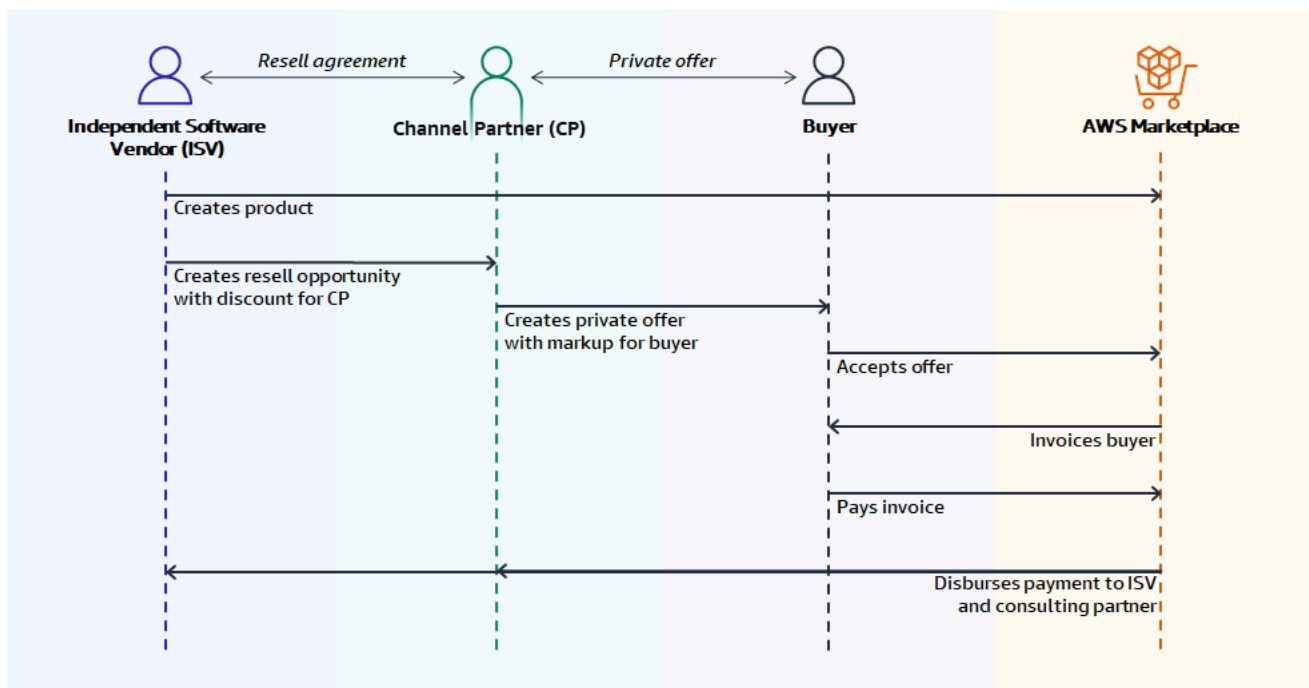 Resell agreement
Private offer
Independent Software
Vendor (ISV)
Channel Partner (CP)
Buyer
AWS Marketplace
Creates product
Creates resell opportunity
with discount for CP
Creates private offer
with markup for buyer
Accepts offer
Invoices buyer
Pays invoice
Disburses payment to ISV
and consulting partner